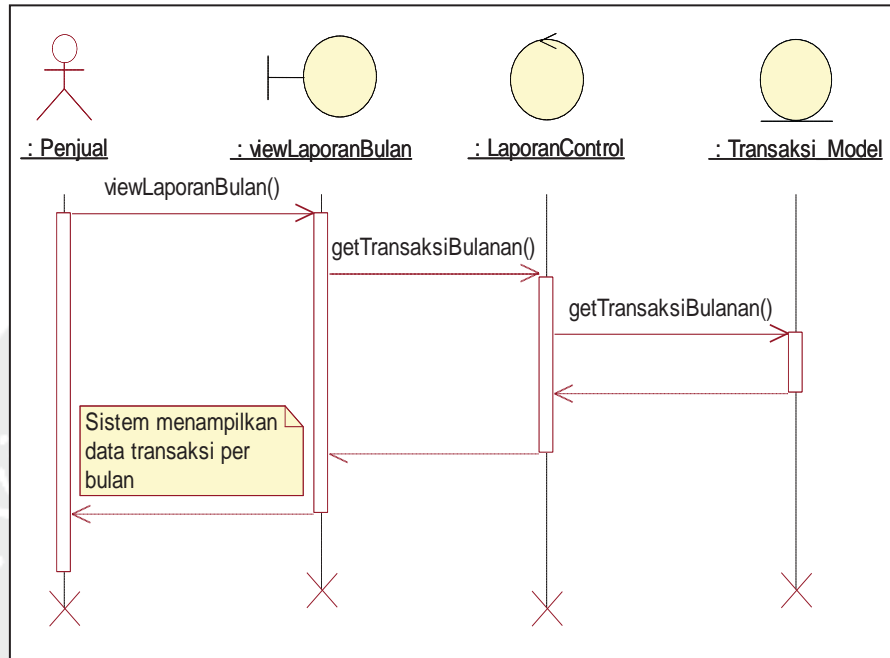 : Penjual
: viewLaporanBulan
: LaporanControl
: Transaksi_Model
viewLaporanBulan()
getTransaksiBulanan()
getTransaksiBulanan()
Sistem menampilkan
data transaksi per
bulan